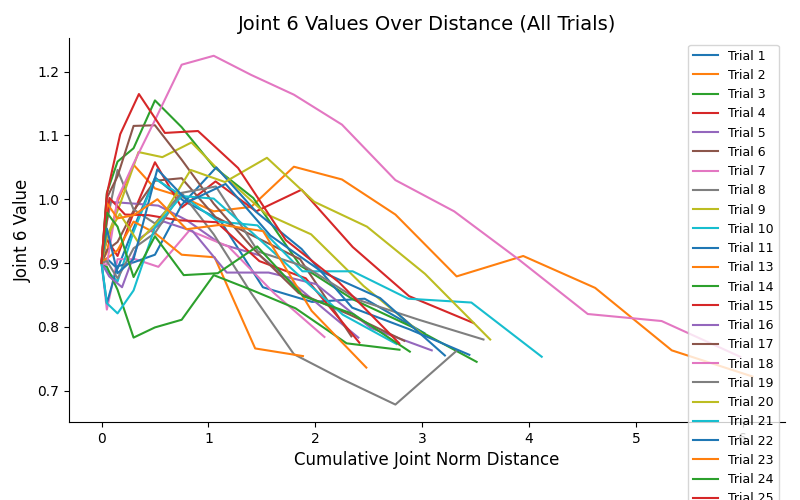 Joint 6 Values Over Distance (All Trials)
Joint 6 Value
1.2
1.1
1.0
0.9
0.8
0.7
0
1
2
3
4
5
6
Cumulative Joint Norm Distance
Trial 1
Trial 2
Trial 3
Trial 4
Trial 5
Trial 6
Trial 7
Trial 8
Trial 9
Trial 10
Trial 11
Trial 13
Trial 14
Trial 15
Trial 16
Trial 17
Trial 18
Trial 19
Trial 20
Trial 21
Trial 22
Trial 23
Trial 24
Trial 25